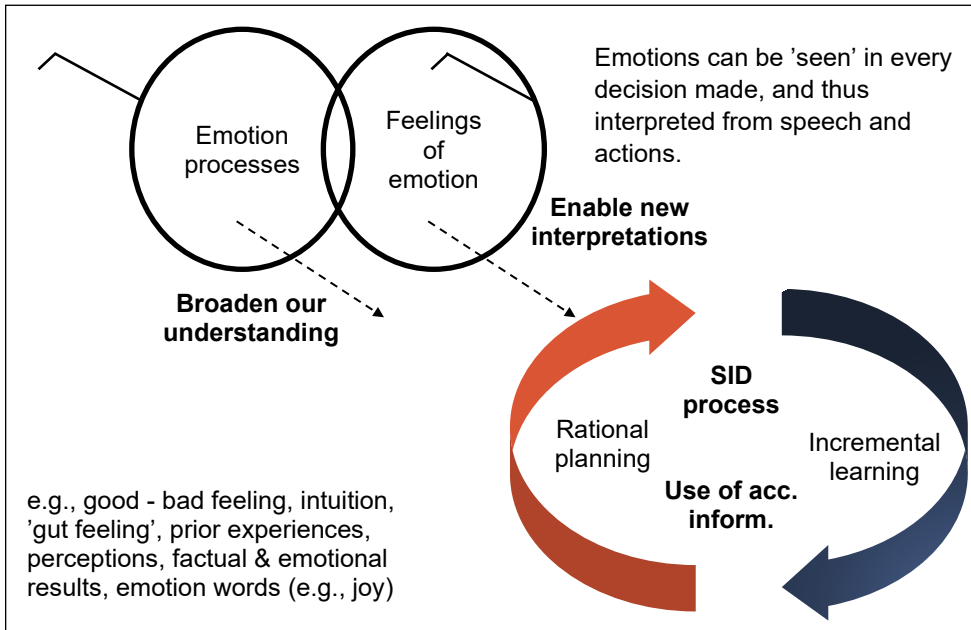 Emotion
processes
Feelings
of
emotion
Emotions can be ’seen’ in every
decision made, and thus
interpreted from speech and
actions.
Enable new
interpretations
Broaden our
understanding
SID
process
Rational
planning
Incremental
learning
Use of acc.
inform.
e.g., good - bad feeling, intuition,
’gut feeling’, prior experiences,
perceptions, factual & emotional
results, emotion words (e.g., joy)